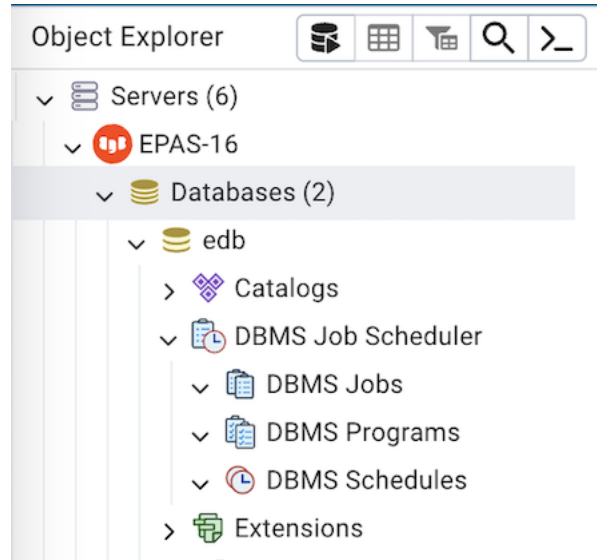 Object Explorer
Servers (6)
EPAS-16
Databases (2)
edb
Catalogs
DBMS Job Scheduler
DBMS Jobs
DBMS Programs
DBMS Schedules
Extensions